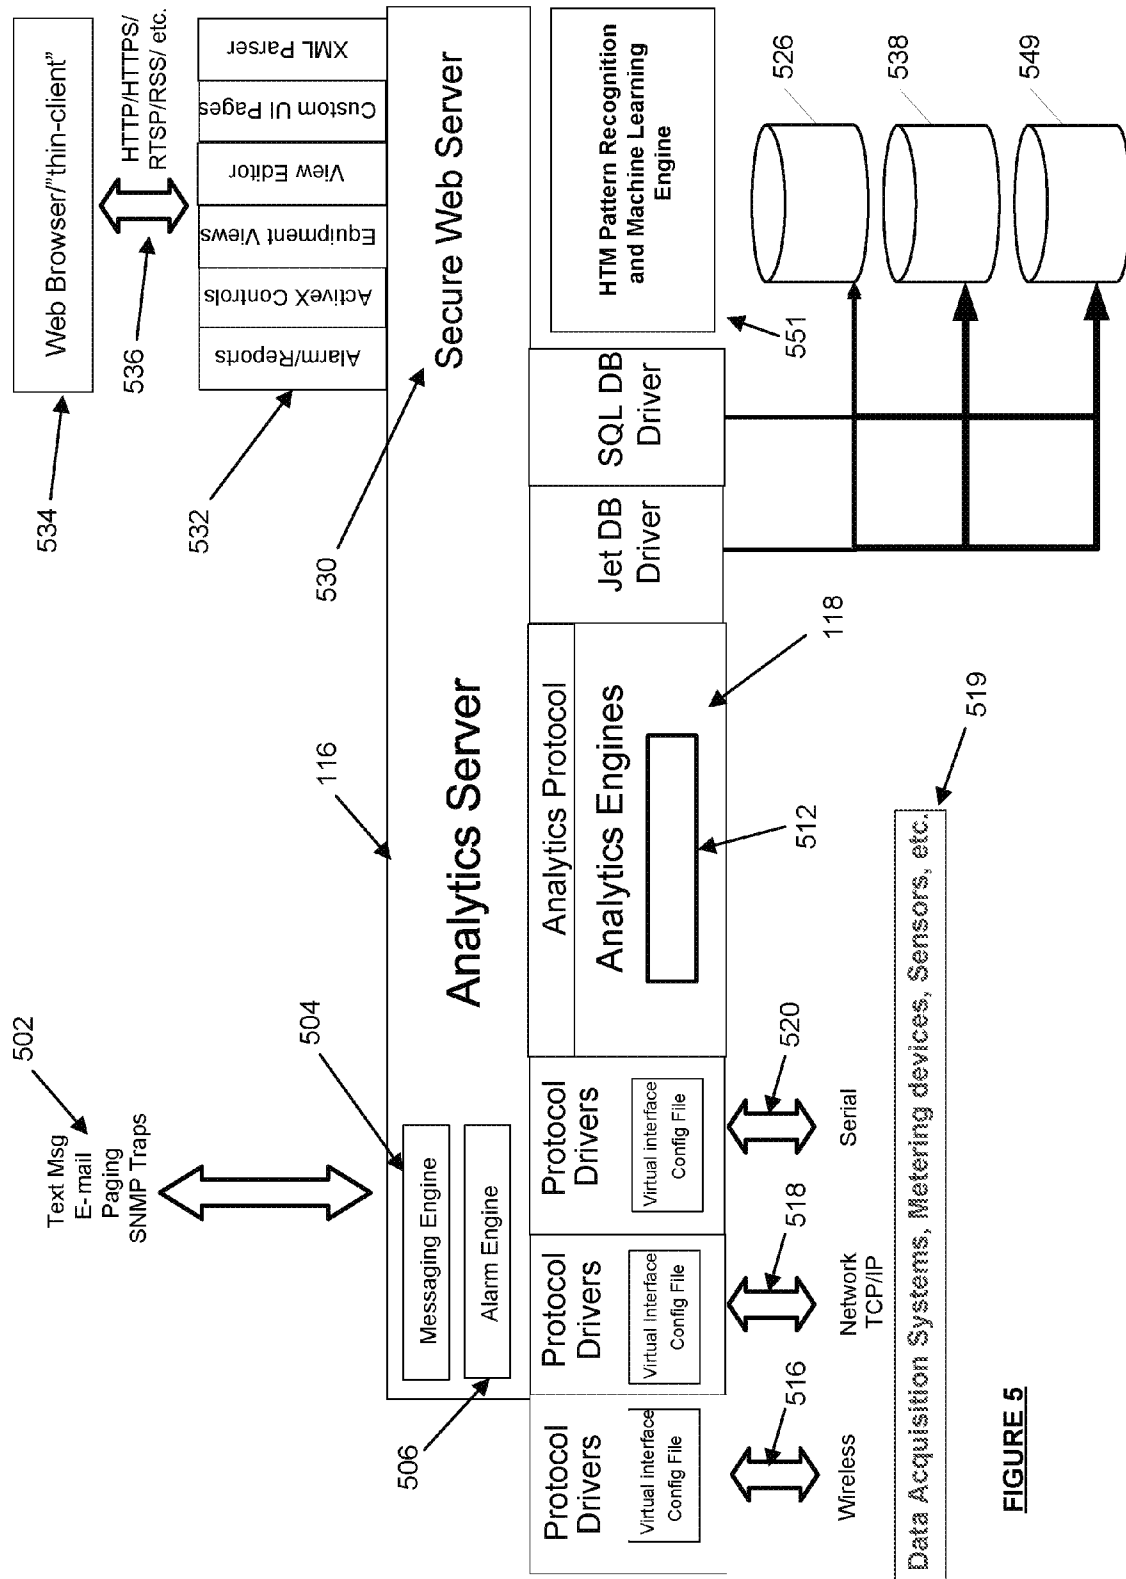 502
Text Msg
E-mail
Paging
SNMP Traps
534
Web Browser/"thin-client"
536
HTTP/HTTPS/
RTSP/RSS/ etc.
532
Alarm/Reports
ActiveX Controls
Equipment Views
View Editor
Custom UI Pages
XML Parser
504
Messaging Engine
506
Alarm Engine
116
Analytics Server
530
Secure Web Server
Protocol
Drivers
Virtual interface
Config File
Protocol
Drivers
Virtual Interface
Config File
Protocol
Drivers
Virtual interface
Config File
Analytics Protocol
Analytics Engines
512
118
Jet DB
Driver
SQL DB
Driver
HTM Pattern Recognition
and Machine Learning
Engine
551
516
Wireless
518
Network
TCP/IP
520
Serial
526
538
549
519
Data Acquisition Systems, Metering devices, Sensors, etc.
FIGURE 5